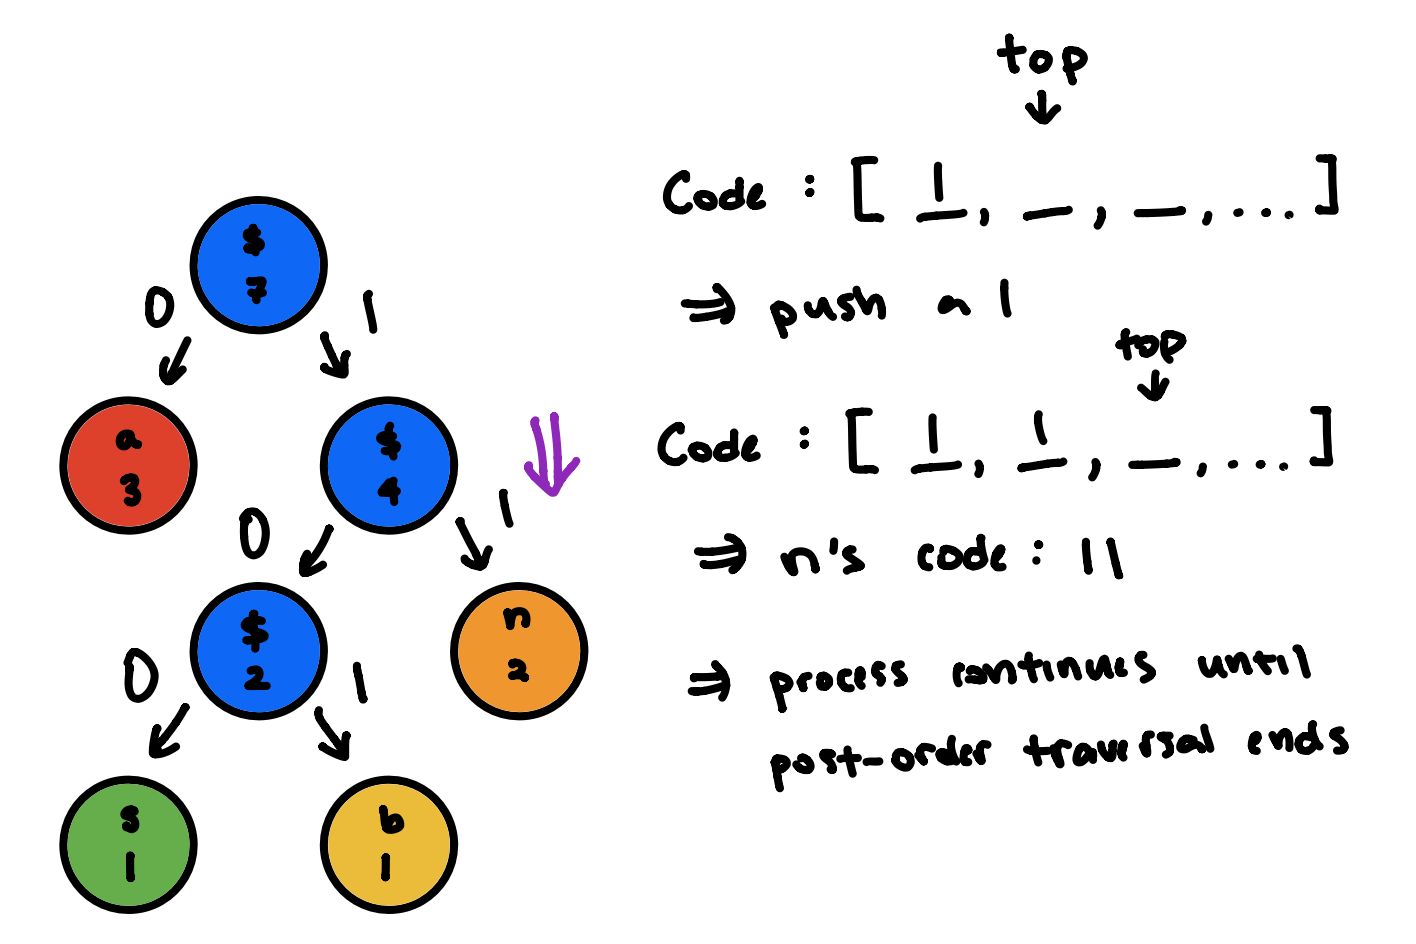 top
↓
Code : [ 1, _, _, ... ]
⇒ push a 1
top
↓
Code : [ 1, 1, _, ... ]
⇒ n's code: 11
⇒ process continues until
post-order traversal ends
$
7
0
1
a
3
$
4
0
1
$
2
n
2
0
1
s
1
b
1